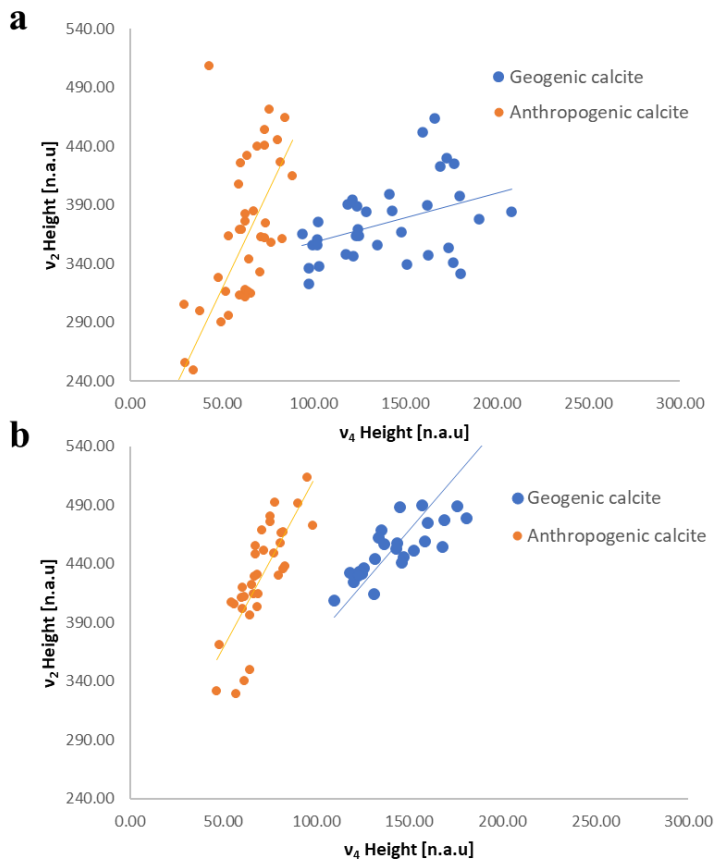 a
540.00
490.00
440.00
390.00
340.00
290.00
240.00
ν2 Height [n.a.u]
Geogenic calcite
Anthropogenic calcite
0.00 50.00 100.00 150.00 200.00 250.00 300.00
ν4 Height [n.a.u]
b
540.00
490.00
440.00
390.00
340.00
290.00
240.00
ν2 Height [n.a.u]
Geogenic calcite
Anthropogenic calcite
0.00 50.00 100.00 150.00 200.00 250.00 300.00
ν4 Height [n.a.u]